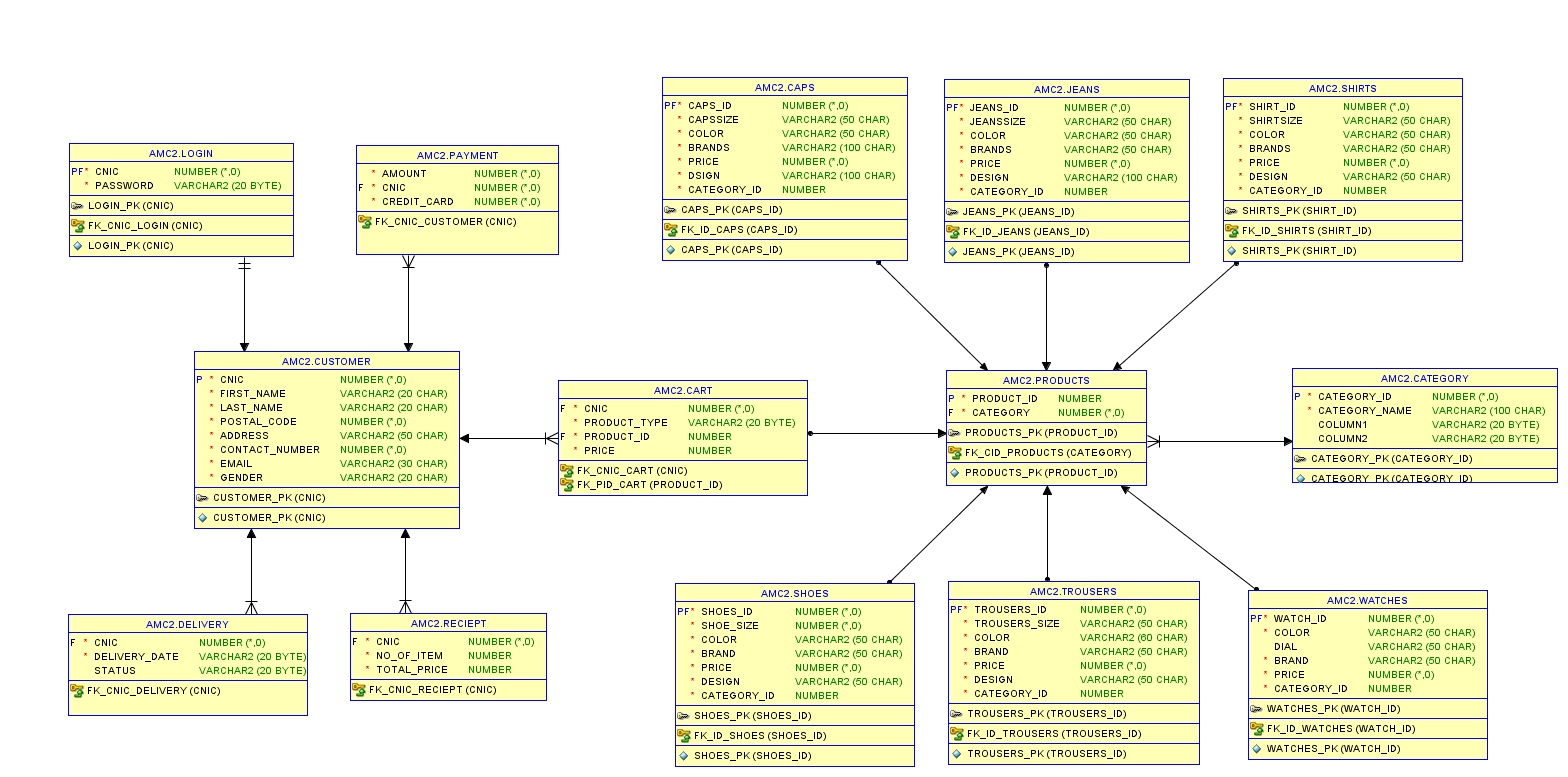 AMC2.LOGIN
PF* CNIC NUMBER (*,0)
* PASSWORD VARCHAR2 (20 BYTE)
LOGIN_PK (CNIC)
FK_CNIC_LOGIN (CNIC)
LOGIN_PK (CNIC)
AMC2.PAYMENT
* AMOUNT NUMBER (*,0)
F * CNIC NUMBER (*,0)
* CREDIT_CARD NUMBER (*,0)
FK_CNIC_CUSTOMER (CNIC)
AMC2.CAPS
PF* CAPS_ID NUMBER (*,0)
* CAPSSIZE VARCHAR2 (50 CHAR)
* COLOR VARCHAR2 (50 CHAR)
* BRANDS VARCHAR2 (100 CHAR)
* PRICE NUMBER (*,0)
* DSIGN VARCHAR2 (100 CHAR)
* CATEGORY_ID NUMBER
CAPS_PK (CAPS_ID)
FK_ID_CAPS (CAPS_ID)
CAPS_PK (CAPS_ID)
AMC2.JEANS
PF* JEANS_ID NUMBER (*,0)
* JEANSSIZE VARCHAR2 (50 CHAR)
* COLOR VARCHAR2 (50 CHAR)
* BRANDS VARCHAR2 (50 CHAR)
* PRICE NUMBER (*,0)
* DESIGN VARCHAR2 (100 CHAR)
* CATEGORY_ID NUMBER
JEANS_PK (JEANS_ID)
FK_ID_JEANS (JEANS_ID)
JEANS_PK (JEANS_ID)
AMC2.SHIRTS
PF* SHIRT_ID NUMBER (*,0)
* SHIRTSIZE VARCHAR2 (50 CHAR)
* COLOR VARCHAR2 (50 CHAR)
* BRANDS VARCHAR2 (50 CHAR)
* PRICE NUMBER (*,0)
* DESIGN VARCHAR2 (50 CHAR)
* CATEGORY_ID NUMBER
SHIRTS_PK (SHIRT_ID)
FK_ID_SHIRTS (SHIRT_ID)
SHIRTS_PK (SHIRT_ID)
AMC2.CUSTOMER
P * CNIC NUMBER (*,0)
* FIRST_NAME VARCHAR2 (20 CHAR)
* LAST_NAME VARCHAR2 (20 CHAR)
* POSTAL_CODE NUMBER (*,0)
* ADDRESS VARCHAR2 (50 CHAR)
* CONTACT_NUMBER NUMBER (*,0)
* EMAIL VARCHAR2 (30 CHAR)
* GENDER VARCHAR2 (20 CHAR)
CUSTOMER_PK (CNIC)
CUSTOMER_PK (CNIC)
AMC2.CART
F * CNIC NUMBER (*,0)
* PRODUCT_TYPE VARCHAR2 (20 BYTE)
F * PRODUCT_ID NUMBER
* PRICE NUMBER
FK_CNIC_CART (CNIC)
FK_PID_CART (PRODUCT_ID)
AMC2.PRODUCTS
P * PRODUCT_ID NUMBER
F * CATEGORY NUMBER (*,0)
PRODUCTS_PK (PRODUCT_ID)
FK_CID_PRODUCTS (CATEGORY)
PRODUCTS_PK (PRODUCT_ID)
AMC2.CATEGORY
P * CATEGORY_ID NUMBER (*,0)
* CATEGORY_NAME VARCHAR2 (100 CHAR)
COLUMN1 VARCHAR2 (20 BYTE)
COLUMN2 VARCHAR2 (20 BYTE)
CATEGORY_PK (CATEGORY_ID)
CATEGORY_PK (CATEGORY_ID)
AMC2.DELIVERY
F * CNIC NUMBER (*,0)
* DELIVERY_DATE VARCHAR2 (20 BYTE)
STATUS VARCHAR2 (20 BYTE)
FK_CNIC_DELIVERY (CNIC)
AMC2.RECIEPT
F * CNIC NUMBER (*,0)
* NO_OF_ITEM NUMBER
* TOTAL_PRICE NUMBER
FK_CNIC_RECIEPT (CNIC)
AMC2.SHOES
PF* SHOES_ID NUMBER (*,0)
* SHOE_SIZE NUMBER (*,0)
* COLOR VARCHAR2 (50 CHAR)
* BRAND VARCHAR2 (50 CHAR)
* PRICE NUMBER (*,0)
* DESIGN VARCHAR2 (50 CHAR)
* CATEGORY_ID NUMBER
SHOES_PK (SHOES_ID)
FK_ID_SHOES (SHOES_ID)
SHOES_PK (SHOES_ID)
AMC2.TROUSERS
PF* TROUSERS_ID NUMBER (*,0)
* TROUSERS_SIZE VARCHAR2 (50 CHAR)
* COLOR VARCHAR2 (60 CHAR)
* BRAND VARCHAR2 (50 CHAR)
* PRICE NUMBER (*,0)
* DESIGN VARCHAR2 (50 CHAR)
* CATEGORY_ID NUMBER
TROUSERS_PK (TROUSERS_ID)
FK_ID_TROUSERS (TROUSERS_ID)
TROUSERS_PK (TROUSERS_ID)
AMC2.WATCHES
PF* WATCH_ID NUMBER (*,0)
* COLOR VARCHAR2 (50 CHAR)
DIAL VARCHAR2 (50 CHAR)
* BRAND VARCHAR2 (50 CHAR)
* PRICE NUMBER (*,0)
* CATEGORY_ID NUMBER
WATCHES_PK (WATCH_ID)
FK_ID_WATCHES (WATCH_ID)
WATCHES_PK (WATCH_ID)